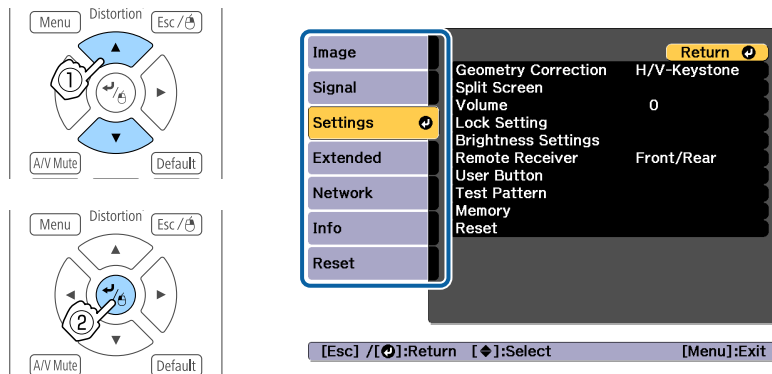 Menu Distortion Esc /
①
A/V Mute Default
Menu Distortion Esc /
②
A/V Mute Default
Image
Signal
Settings
Extended
Network
Info
Reset
Return
Geometry Correction H/V-Keystone
Split Screen
Volume 0
Lock Setting
Brightness Settings
Remote Receiver Front/Rear
User Button
Test Pattern
Memory
Reset
[Esc] /[⏎]:Return [◆]:Select [Menu]:Exit